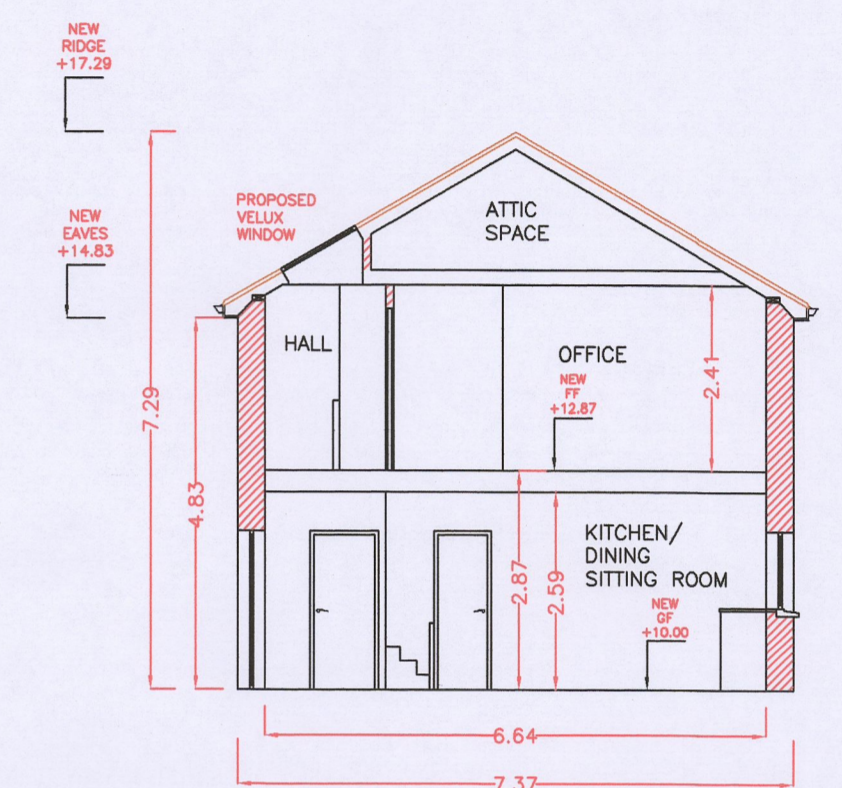 NEW
RIDGE
+17.29
NEW
EAVES
+14.83
PROPOSED
VELUX
WINDOW
ATTIC
SPACE
HALL
OFFICE
NEW
FF
+12.87
2.41
7.29
4.83
KITCHEN/
DINING
SITTING ROOM
NEW
GF
+10.00
2.87
2.59
6.64
7.37